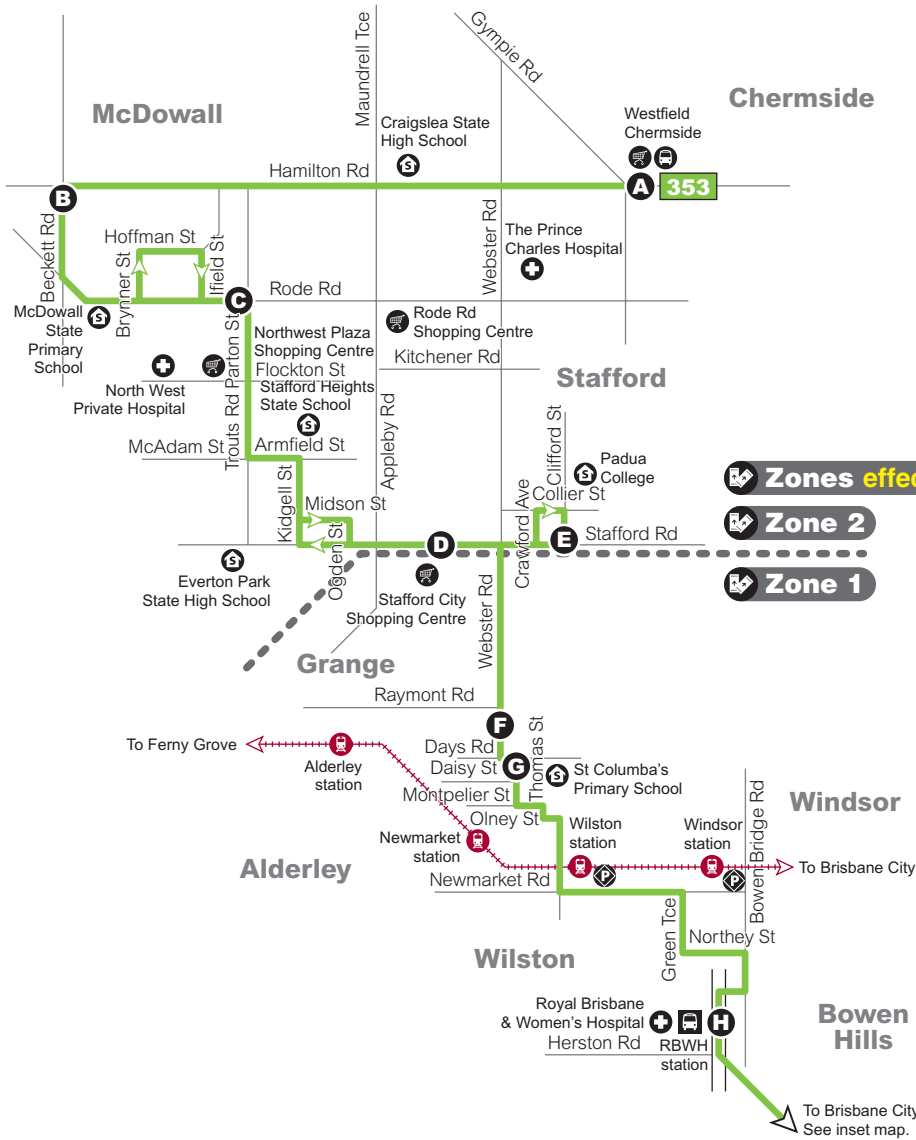 Gympie Rd
Maundrell Tce
Chermside
McDowall
Westfield
Chermside
Craigslea State
High School
S
Hamilton Rd
A
353
B
Beckett Rd
Hoffman St
Ifield St
Brynner St
Webster Rd
The Prince
Charles Hospital
C
Rode Rd
McDowall
State
Primary
School
S
Rode Rd
Shopping Centre
Northwest Plaza
Shopping Centre
Kitchener Rd
Trouts Rd
Parton St
Flockton St
Stafford
North West
Private Hospital
Stafford Heights
State School
S
Appleby Rd
McAdam St
Armfield St
Clifford St
S
Padua
College
Zones effec
Kidgell St
Midson St
Collier St
Crawford Ave
Zone 2
Ogden St
D
E
Stafford Rd
S
Everton Park
State High School
Stafford City
Shopping Centre
Zone 1
Webster Rd
Grange
Raymont Rd
F
To Ferny Grove
Alderley
station
Days Rd
Daisy St
G
Thomas St
S
St Columba's
Primary School
Montpelier St
Olney St
Bowen Bridge Rd
Windsor
Newmarket
station
Wilston
station
Windsor
station
P
P
To Brisbane City
Alderley
Newmarket Rd
Green Tce
Northey St
Wilston
Royal Brisbane
& Women's Hospital
H
Bowen
Hills
Herston Rd
RBWH
station
To Brisbane City
See inset map.